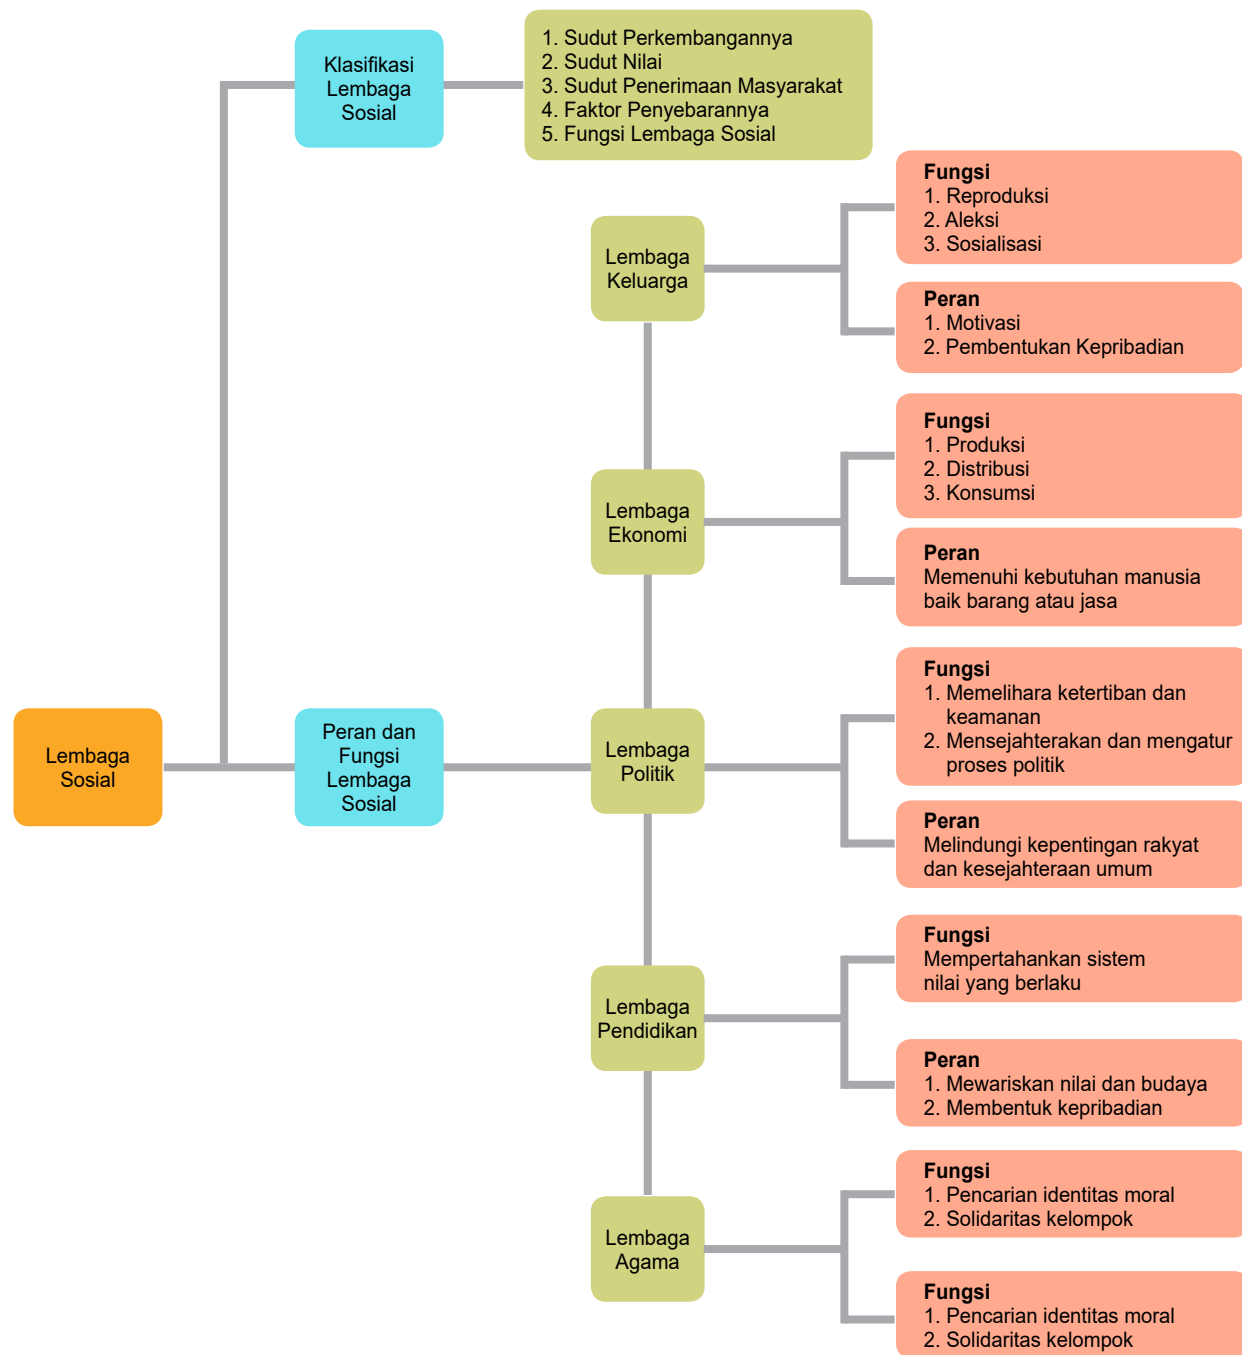 Klasifikasi
Lembaga
Sosial
1. Sudut Perkembangannya
2. Sudut Nilai
3. Sudut Penerimaan Masyarakat
4. Faktor Penyebarannya
5. Fungsi Lembaga Sosial
Lembaga
Keluarga
Fungsi
1. Reproduksi
2. Aleksi
3. Sosialisasi
Peran
1. Motivasi
2. Pembentukan Kepribadian
Lembaga
Ekonomi
Fungsi
1. Produksi
2. Distribusi
3. Konsumsi
Peran
Memenuhi kebutuhan manusia
baik barang atau jasa
Lembaga
Sosial
Peran dan
Fungsi
Lembaga
Sosial
Lembaga
Politik
Fungsi
1. Memelihara ketertiban dan
keamanan
2. Mensejahterakan dan mengatur
proses politik
Peran
Melindungi kepentingan rakyat
dan kesejahteraan umum
Lembaga
Pendidikan
Fungsi
Mempertahankan sistem
nilai yang berlaku
Peran
1. Mewariskan nilai dan budaya
2. Membentuk kepribadian
Lembaga
Agama
Fungsi
1. Pencarian identitas moral
2. Solidaritas kelompok
Fungsi
1. Pencarian identitas moral
2. Solidaritas kelompok